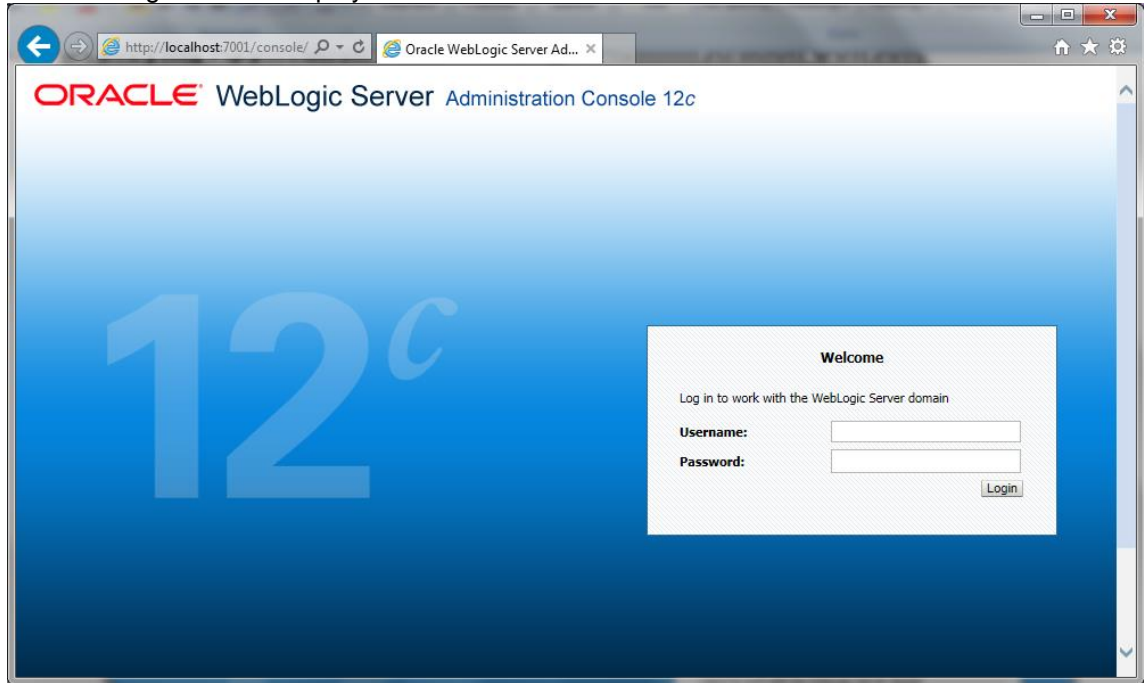 http://localhost:7001/console/
Oracle WebLogic Server Ad...
ORACLE WebLogic Server Administration Console 12c
12c
Welcome
Log in to work with the WebLogic Server domain
Username:
Password:
Login